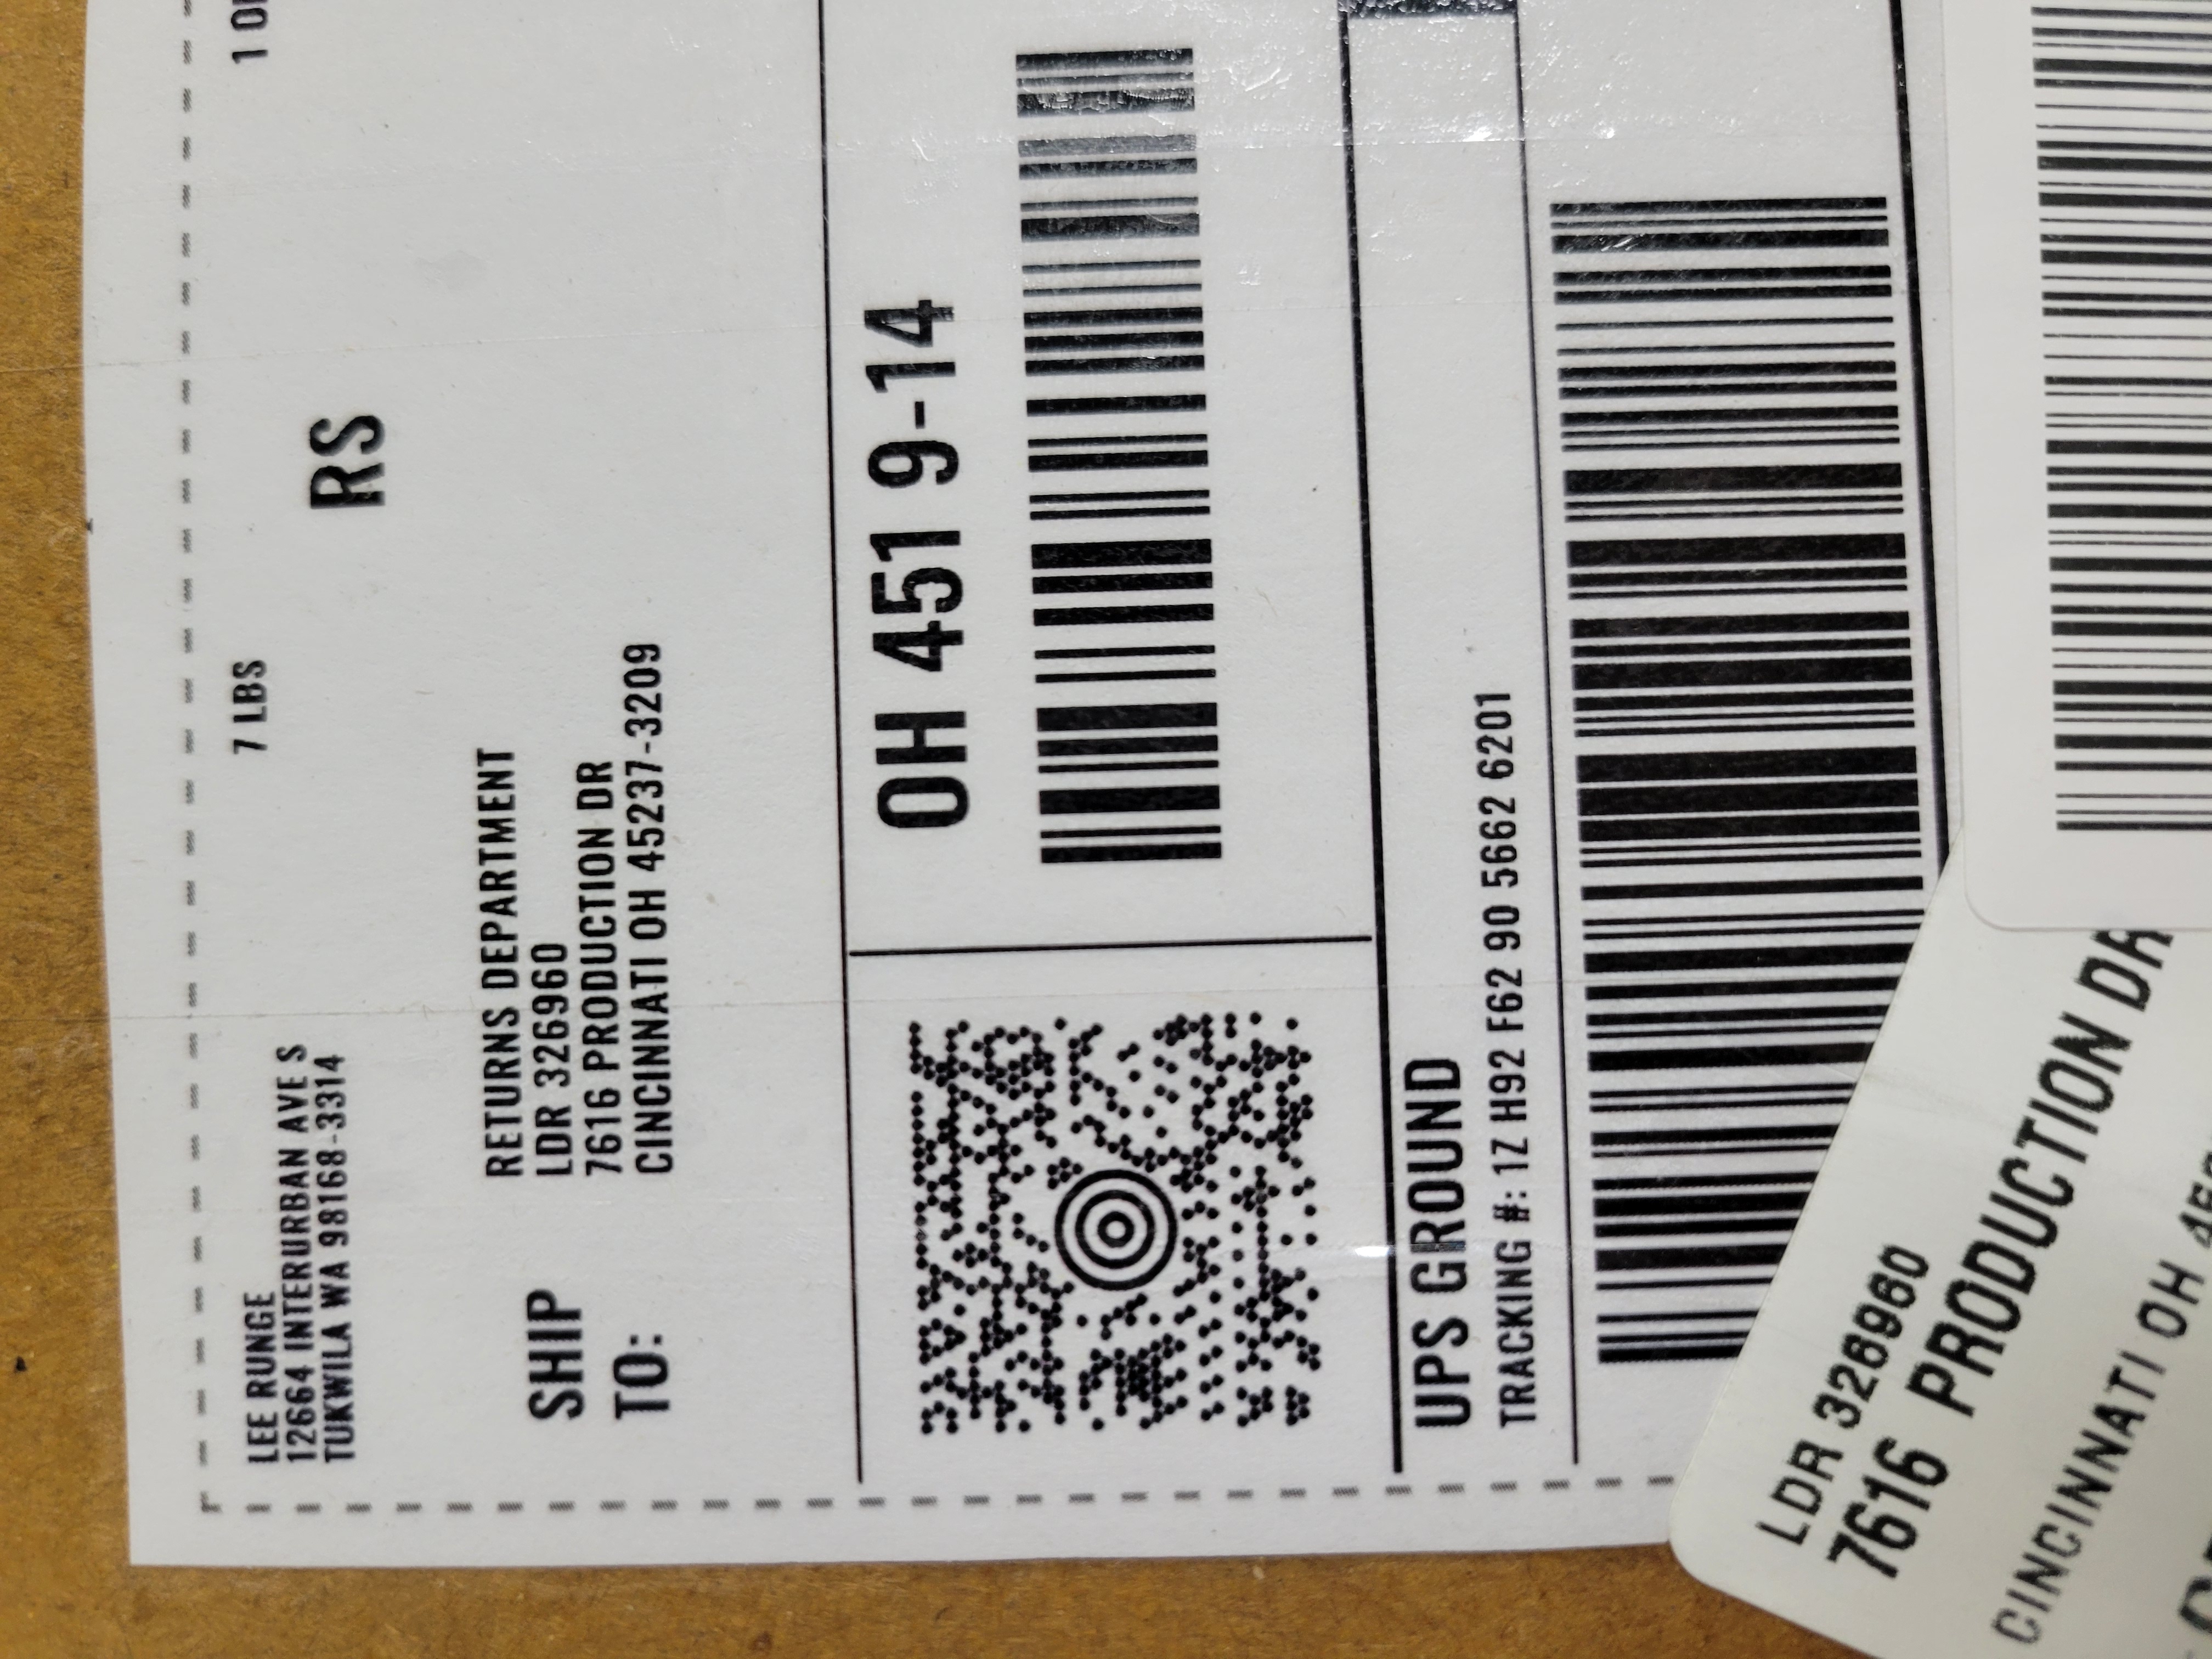 LEE RUNGE
12664 INTERURBAN AVE S
TUKWILA WA 98168-3314
7 LBS
RS
SHIP
TO:
RETURNS DEPARTMENT
LDR 326960
7616 PRODUCTION DR
CINCINNATI OH 45237-3209
OH 451 9-14
UPS GROUND
TRACKING #: 1Z H92 F62 90 5662 6201
LDR 326960
7616 PRODUCTION DR
CINCINNATI OH